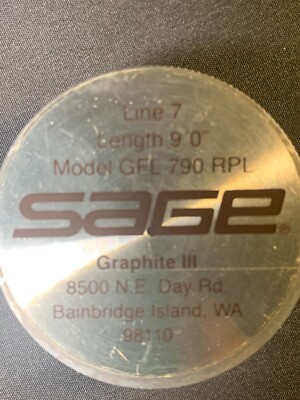 Line 7
Length 9'0"
Model GFL 790 RPL
SAGE®
Graphite III
8500 N.E. Day Rd.
Bainbridge Island, WA
98110